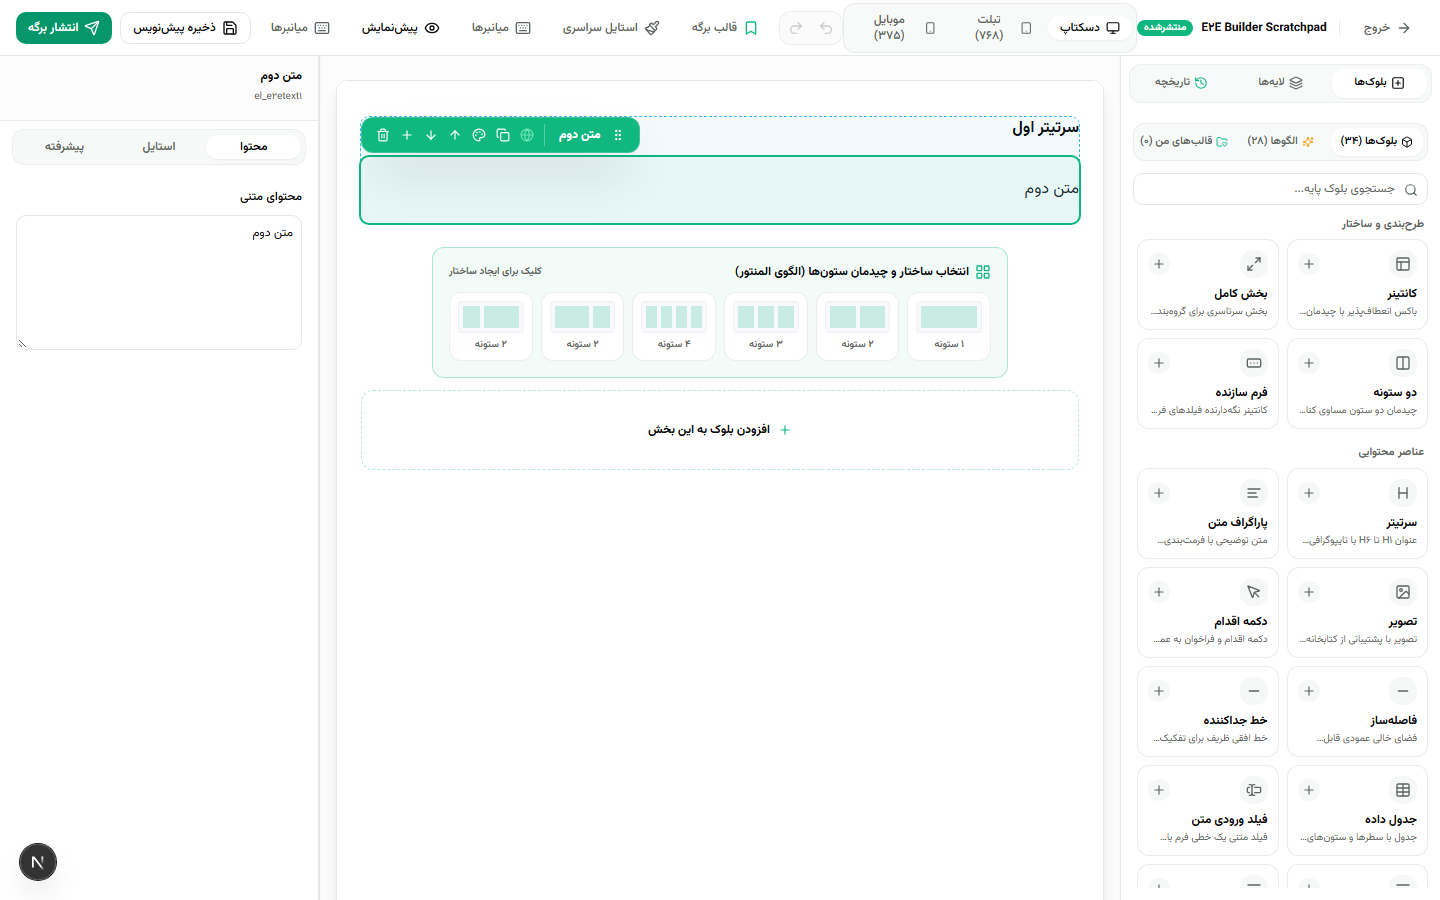 خروج
E۲E Builder Scratchpad
منتشرشده
دسکتاپ
تبلت (۷۶۸)
موبایل (۳۷۵)
قالب برگه
استایل سراسری
میانبرها
پیش‌نمایش
میانبرها
ذخیره پیش‌نویس
انتشار برگه
بلوک‌ها
لایه‌ها
تاریخچه
بلوک‌ها (۳۴)
الگوها (۲۸)
قالب‌های من (۰)
جستجوی بلوک پایه...
طرح‌بندی و ساختار
کانتینر
باکس انعطاف‌پذیر با چیدمان...
بخش کامل
بخش سرتاسری برای گروه‌بند...
دو ستونه
چیدمان دو ستون مساوی کنا...
فرم سازنده
کانتینر نگه‌دارنده فیلدهای فر...
عناصر محتوایی
سرتیتر
عنوان H۱ تا H۶ با تایپوگرافی...
پاراگراف متن
متن توضیحی با فرمت‌بندی...
تصویر
تصویر با پشتیبانی از کتابخانه...
دکمه اقدام
دکمه اقدام و فراخوان به عمـ...
فاصله‌ساز
فضای خالی عمودی قابل...
خط جداکننده
خط افقی ظریف برای تفکیک...
جدول داده
جدول با سطرها و ستون‌های...
فیلد ورودی متن
فیلد متنی یک خطی فرم با...
سرتیتر اول
متن دوم
متن دوم
انتخاب ساختار و چیدمان ستون‌ها (الگوی المنتور)
کلیک برای ایجاد ساختار
۱ ستونه
۲ ستونه
۳ ستونه
۴ ستونه
۲ ستونه
۲ ستونه
افزودن بلوک به این بخش
متن دوم
el_e۲etext۱
محتوا
استایل
پیشرفته
محتوای متنی
متن دوم
N